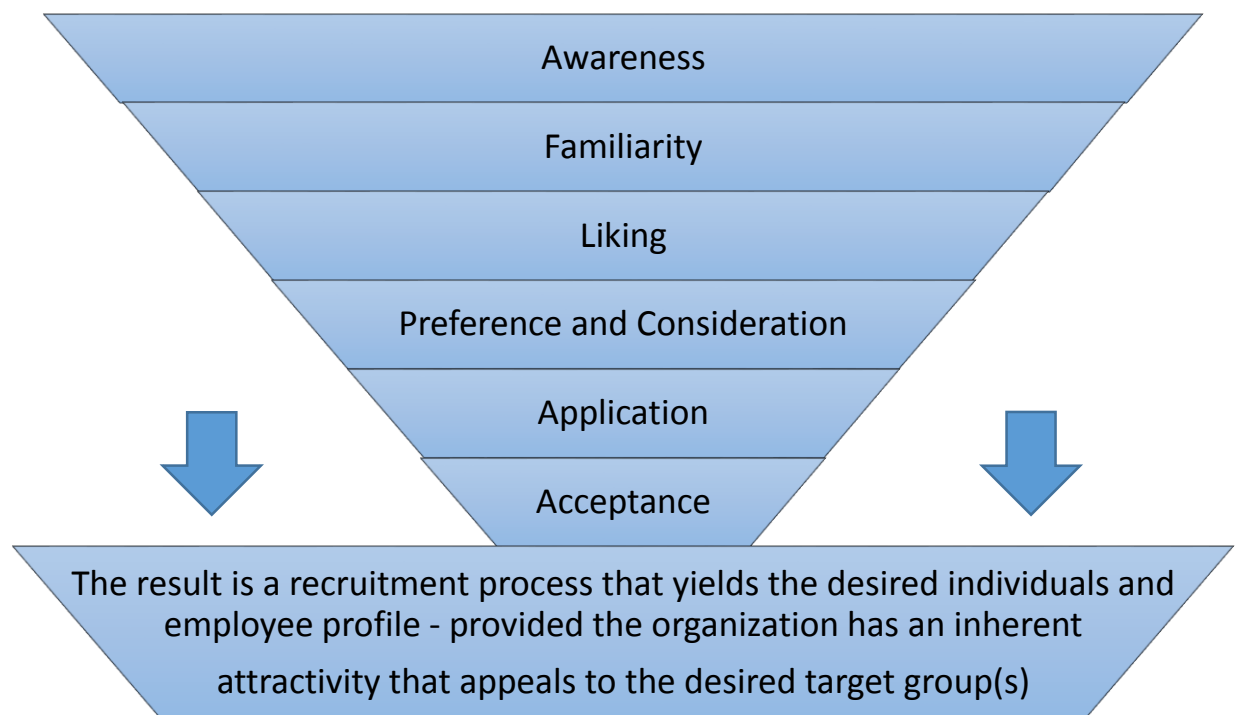 Awareness
Familiarity
Liking
Preference and Consideration
Application
Acceptance
The result is a recruitment process that yields the desired individuals and
employee profile - provided the organization has an inherent
attractivity that appeals to the desired target group(s)